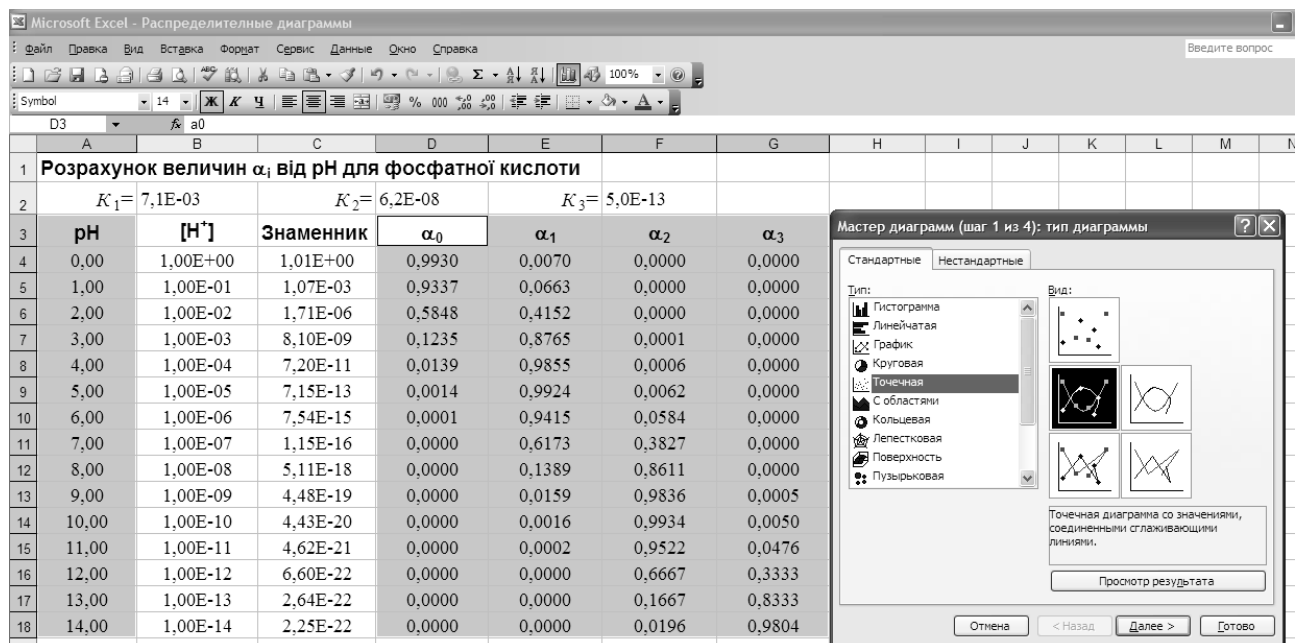 Microsoft Excel - Распределителные диаграммы
Файл Правка Вид Вставка Формат Сервис Данные Окно Справка
Введите вопрос
100%
Symbol 14 Ж К Ч % 000
D3 fx a0
A B C D E F G H I J K L M N
1 Розрахунок величин αi від pH для фосфатної кислоти
2 K1= 7,1E-03 K2= 6,2E-08 K3= 5,0E-13
3 pH [H+] Знаменник α0 α1 α2 α3
4 0,00 1,00E+00 1,01E+00 0,9930 0,0070 0,0000 0,0000
5 1,00 1,00E-01 1,07E-03 0,9337 0,0663 0,0000 0,0000
6 2,00 1,00E-02 1,71E-06 0,5848 0,4152 0,0000 0,0000
7 3,00 1,00E-03 8,10E-09 0,1235 0,8765 0,0001 0,0000
8 4,00 1,00E-04 7,20E-11 0,0139 0,9855 0,0006 0,0000
9 5,00 1,00E-05 7,15E-13 0,0014 0,9924 0,0062 0,0000
10 6,00 1,00E-06 7,54E-15 0,0001 0,9415 0,0584 0,0000
11 7,00 1,00E-07 1,15E-16 0,0000 0,6173 0,3827 0,0000
12 8,00 1,00E-08 5,11E-18 0,0000 0,1389 0,8611 0,0000
13 9,00 1,00E-09 4,48E-19 0,0000 0,0159 0,9836 0,0005
14 10,00 1,00E-10 4,43E-20 0,0000 0,0016 0,9934 0,0050
15 11,00 1,00E-11 4,62E-21 0,0000 0,0002 0,9522 0,0476
16 12,00 1,00E-12 6,60E-22 0,0000 0,0000 0,6667 0,3333
17 13,00 1,00E-13 2,64E-22 0,0000 0,0000 0,1667 0,8333
18 14,00 1,00E-14 2,25E-22 0,0000 0,0000 0,0196 0,9804
Мастер диаграмм (шаг 1 из 4): тип диаграммы
Стандартные Нестандартные
Тип: Вид:
Гистограмма
Линейчатая
График
Круговая
Точечная
С областями
Кольцевая
Лепестковая
Поверхность
Пузырьковая
Точечная диаграмма со значениями,
соединенными сглаживающими
линиями.
Просмотр результата
Отмена < Назад Далее > Готово